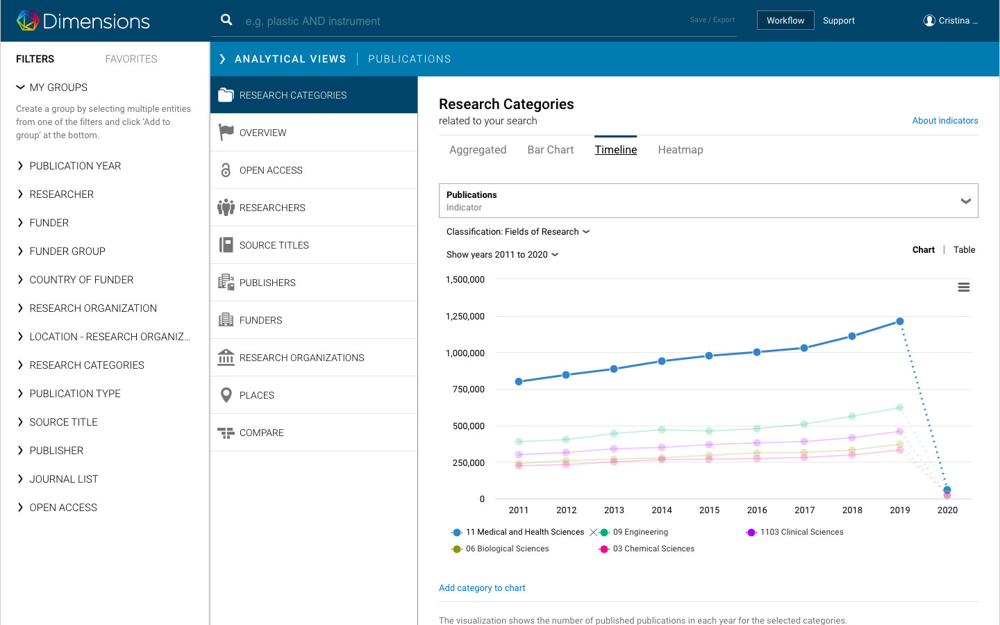 Dimensions
e.g. plastic AND instrument
Save / Export
Workflow
Support
Cristina ...
FILTERS
FAVORITES
MY GROUPS
Create a group by selecting multiple entities
from one of the filters and click ‘Add to
group’ at the bottom.
PUBLICATION YEAR
RESEARCHER
FUNDER
FUNDER GROUP
COUNTRY OF FUNDER
RESEARCH ORGANIZATION
LOCATION - RESEARCH ORGANIZ...
RESEARCH CATEGORIES
PUBLICATION TYPE
SOURCE TITLE
PUBLISHER
JOURNAL LIST
OPEN ACCESS
ANALYTICAL VIEWS
PUBLICATIONS
RESEARCH CATEGORIES
OVERVIEW
OPEN ACCESS
RESEARCHERS
SOURCE TITLES
PUBLISHERS
FUNDERS
RESEARCH ORGANIZATIONS
PLACES
COMPARE
Research Categories
related to your search
About indicators
Aggregated
Bar Chart
Timeline
Heatmap
Publications
Indicator
Classification: Fields of Research
Show years 2011 to 2020
Chart | Table
1,500,000
1,250,000
1,000,000
750,000
500,000
250,000
0
2011 2012 2013 2014 2015 2016 2017 2018 2019 2020
11 Medical and Health Sciences
09 Engineering
1103 Clinical Sciences
06 Biological Sciences
03 Chemical Sciences
Add category to chart
The visualization shows the number of published publications in each year for the selected categories.